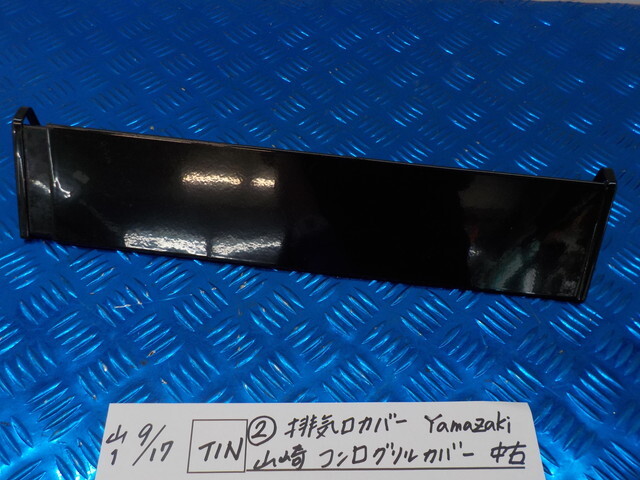 山 9/17 TIN ② 排気口カバー Yamazaki
1 山崎 コンログリルカバー 中古